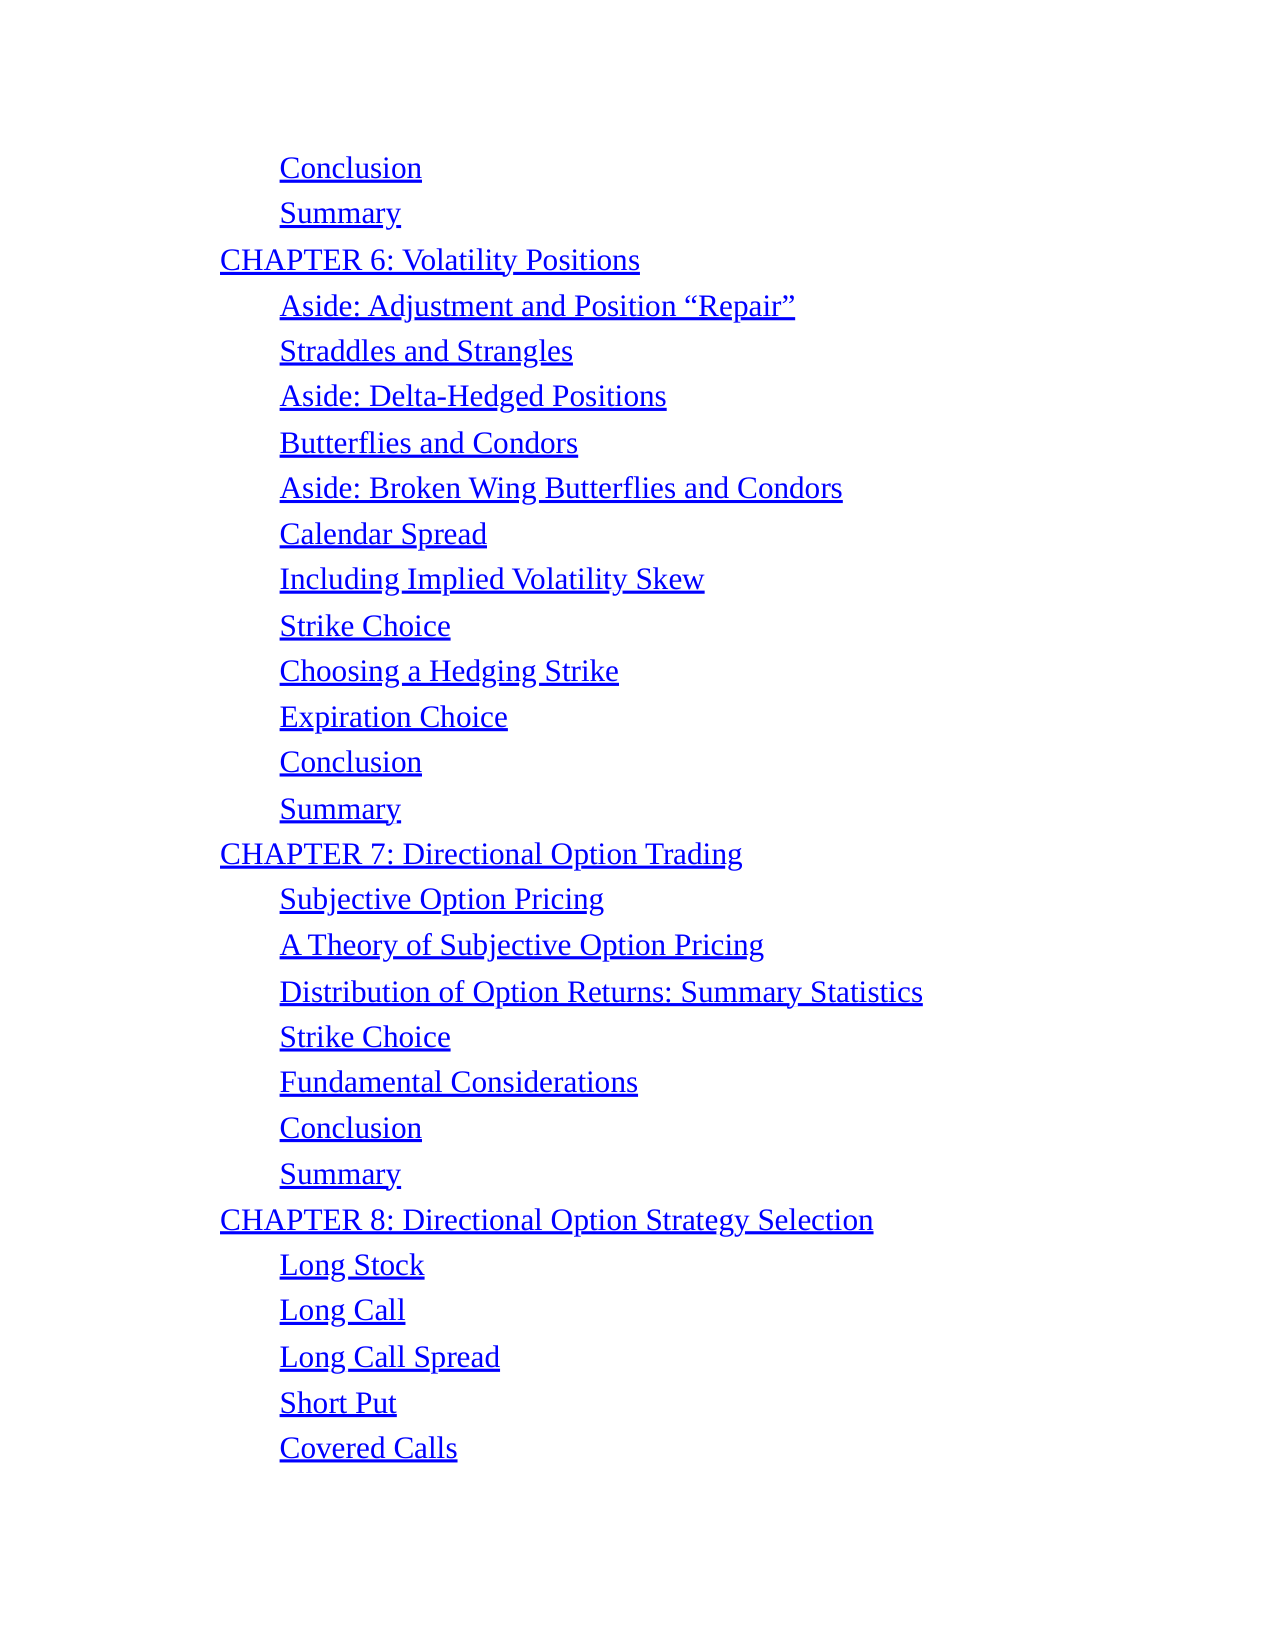 Conclusion
Summary
CHAPTER 6: Volatility Positions
Aside: Adjustment and Position “Repair”
Straddles and Strangles
Aside: Delta-Hedged Positions
Butterflies and Condors
Aside: Broken Wing Butterflies and Condors
Calendar Spread
Including Implied Volatility Skew
Strike Choice
Choosing a Hedging Strike
Expiration Choice
Conclusion
Summary
CHAPTER 7: Directional Option Trading
Subjective Option Pricing
A Theory of Subjective Option Pricing
Distribution of Option Returns: Summary Statistics
Strike Choice
Fundamental Considerations
Conclusion
Summary
CHAPTER 8: Directional Option Strategy Selection
Long Stock
Long Call
Long Call Spread
Short Put
Covered Calls